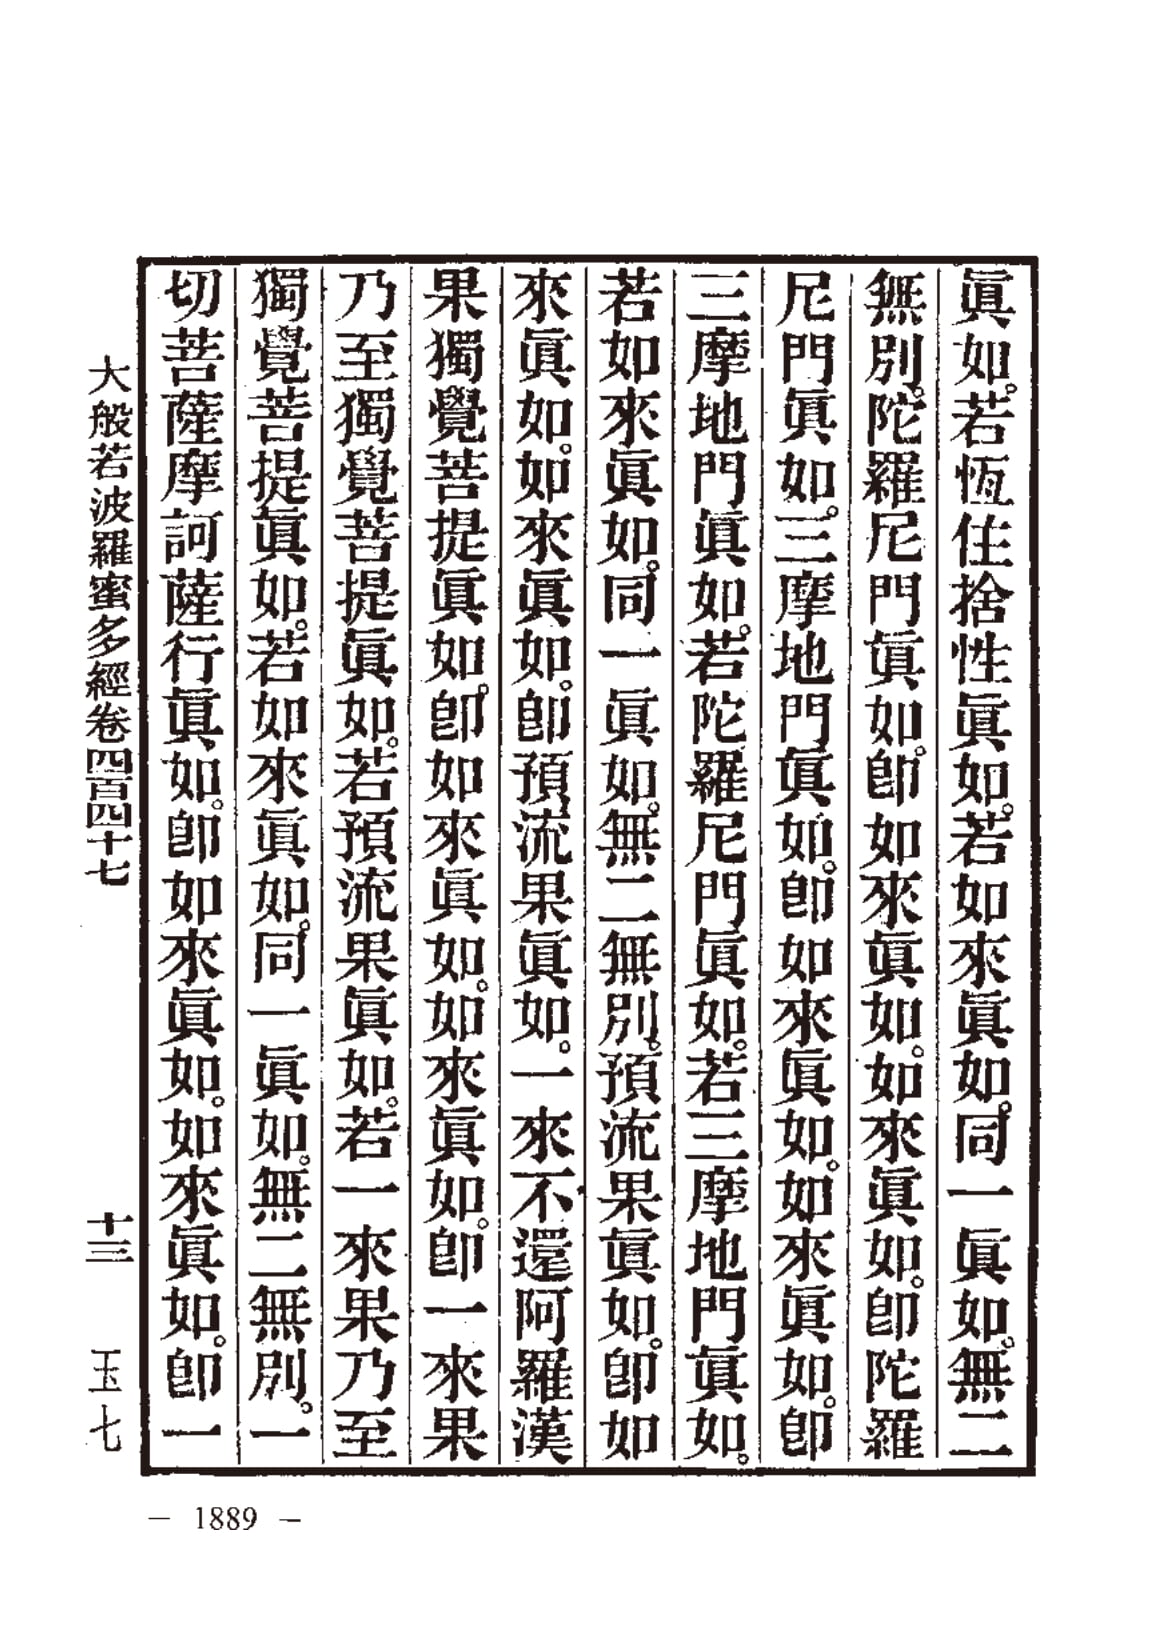 眞如。若恆住捨性眞如。若如來眞如。同一眞如。無二
無別。陀羅尼門眞如。卽如來眞如。如來眞如。卽陀羅
尼門眞如。三摩地門眞如。卽如來眞如。如來眞如。卽
三摩地門眞如。若陀羅尼門眞如。若三摩地門眞如。
若如來眞如。同一眞如。無二無別。預流果眞如。卽如
來眞如。如來眞如。卽預流果眞如。一來不還阿羅漢
果獨覺菩提眞如。卽如來眞如。如來眞如。卽一來果
乃至獨覺菩提眞如。若預流果眞如。若一來果乃至
獨覺菩提眞如。若如來眞如。同一眞如。無二無別。一
切菩薩摩訶薩行眞如。卽如來眞如。如來眞如。卽一
大般若波羅蜜多經卷四百四十七 十三 玉七
— 1889 —